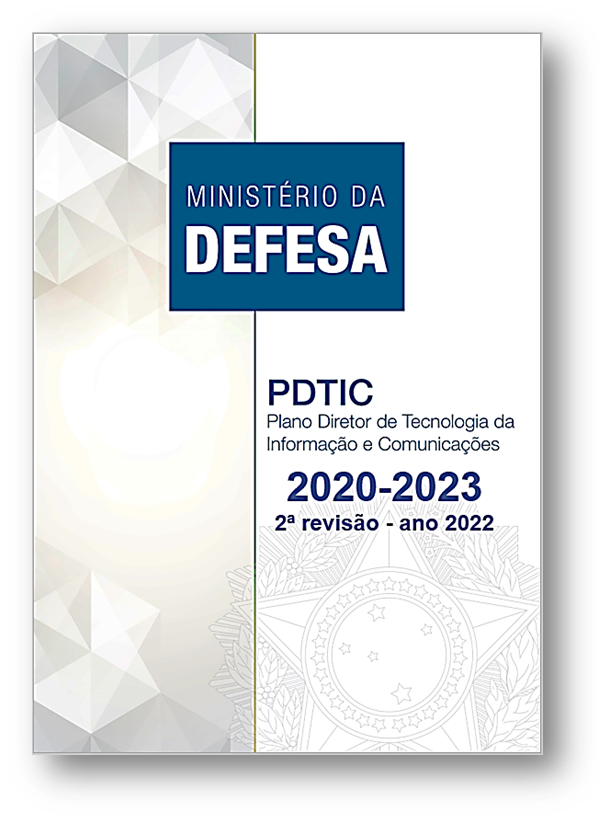 MINISTÉRIO DA
DEFESA
PDTIC
Plano Diretor de Tecnologia da
Informação e Comunicações
2020-2023
2ª revisão - ano 2022